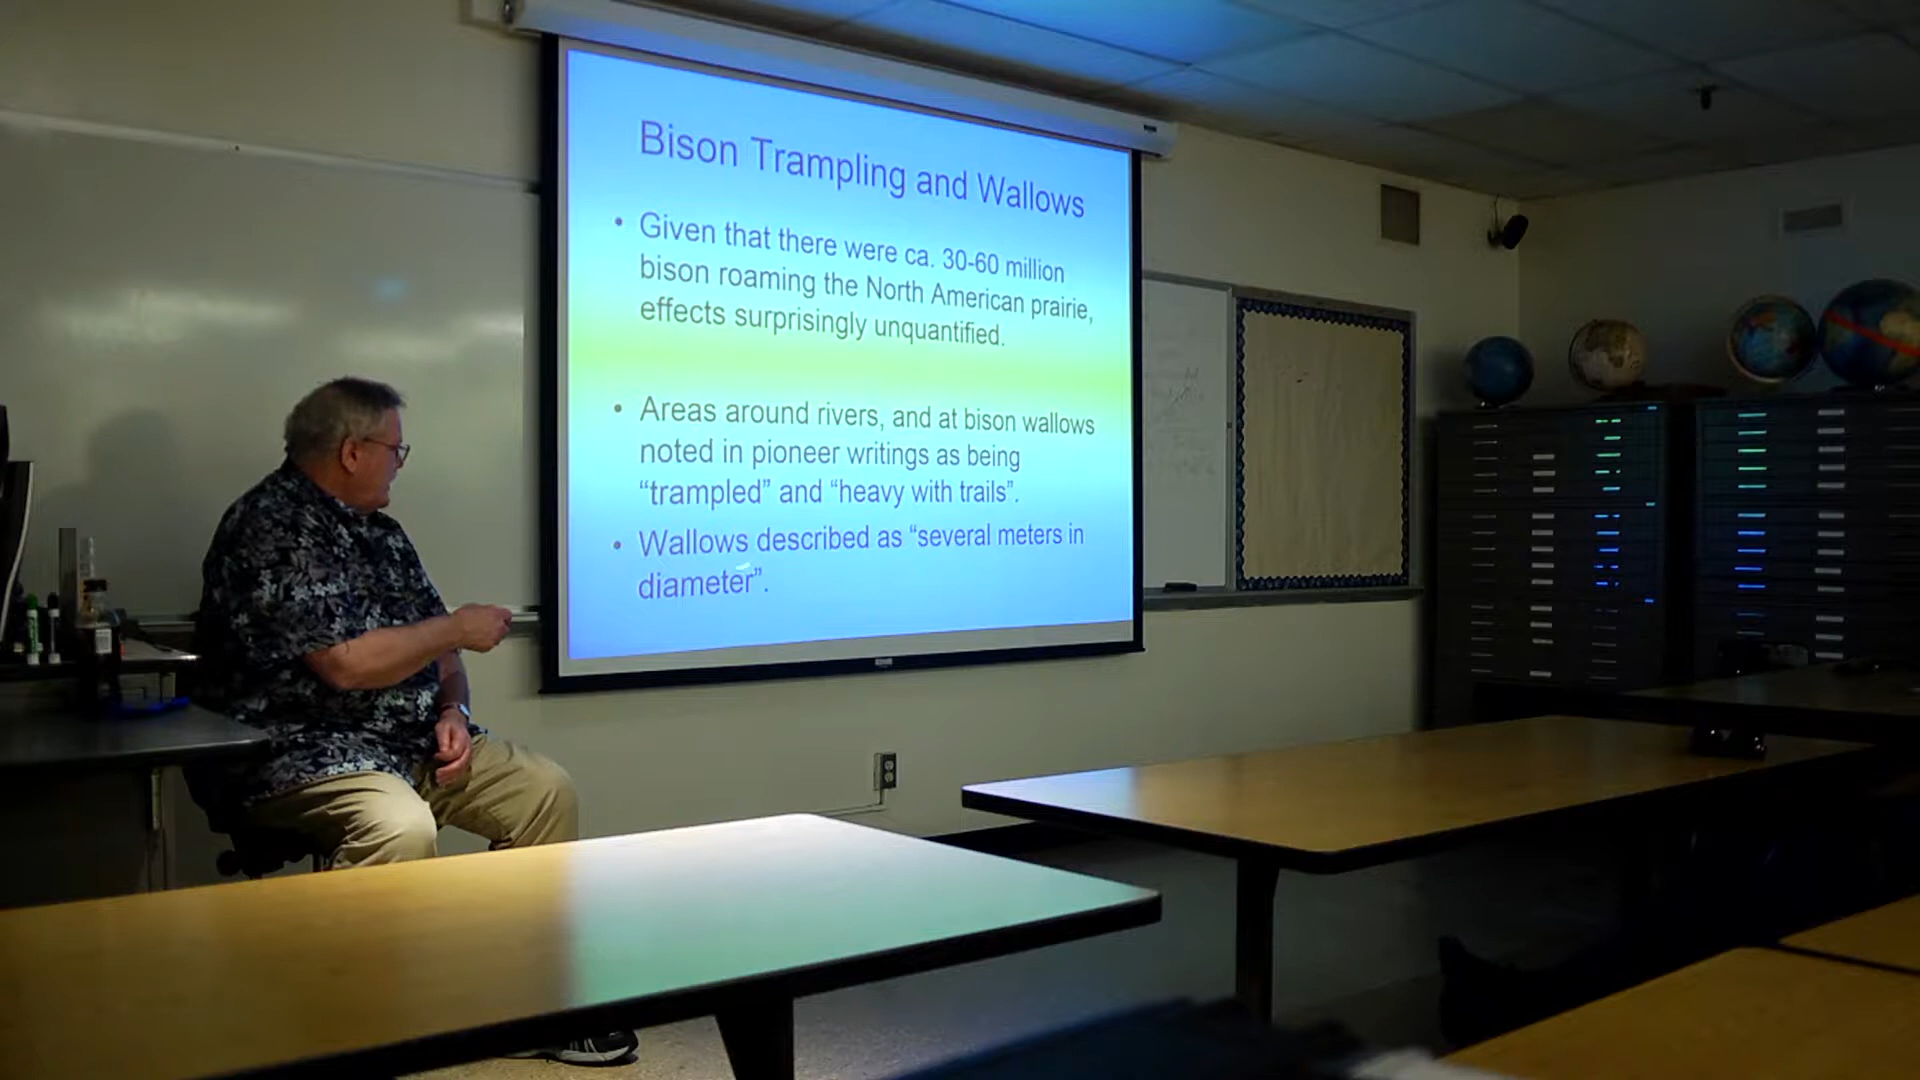 Bison Trampling and Wallows
• Given that there were ca. 30-60 million
bison roaming the North American prairie,
effects surprisingly unquantified.
• Areas around rivers, and at bison wallows
noted in pioneer writings as being
“trampled” and “heavy with trails”.
• Wallows described as “several meters in
diameter”.